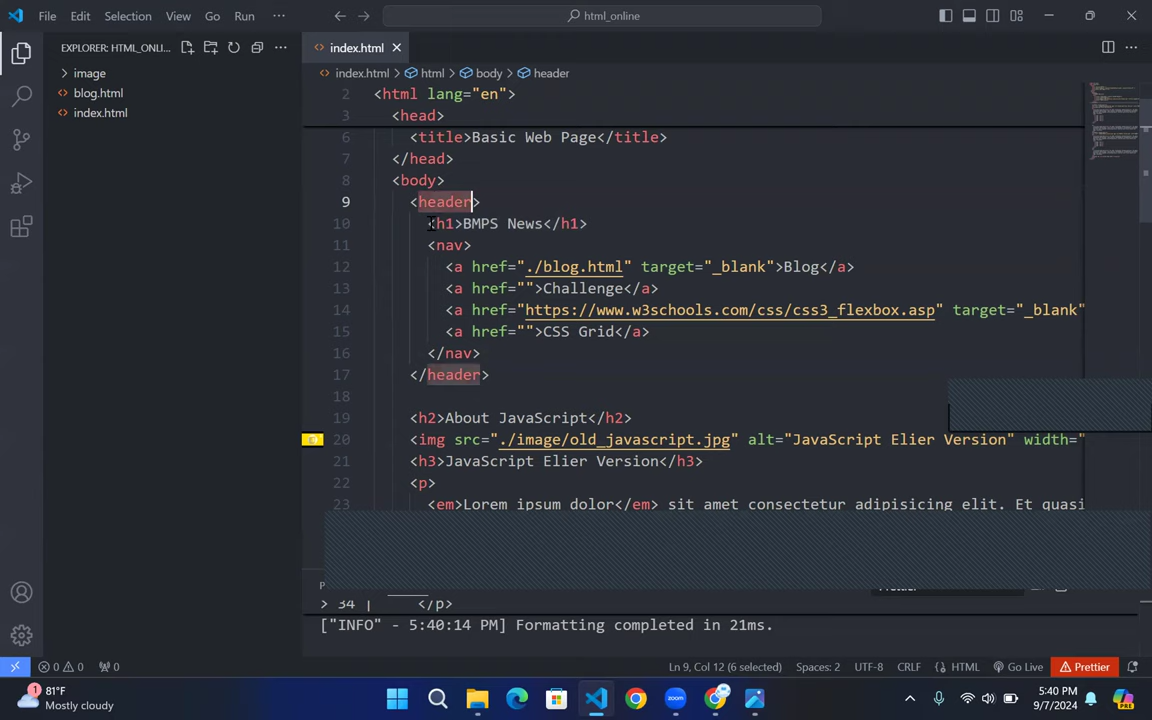 File Edit Selection View Go Run ··· html_online
EXPLORER: HTML_ONLI...
image
blog.html
index.html
index.html
index.html > html > body > header
2 <html lang="en">
3 <head>
6 <title>Basic Web Page</title>
7 </head>
8 <body>
9 <header>
10 <h1>BMPS News</h1>
11 <nav>
12 <a href="./blog.html" target="_blank">Blog</a>
13 <a href="">Challenge</a>
14 <a href="https://www.w3schools.com/css/css3_flexbox.asp" target="_blank"
15 <a href="">CSS Grid</a>
16 </nav>
17 </header>
18
19 <h2>About JavaScript</h2>
20 <img src="./image/old_javascript.jpg" alt="JavaScript Elier Version" width="
21 <h3>JavaScript Elier Version</h3>
22 <p>
23 <em>Lorem ipsum dolor</em> sit amet consectetur adipisicing elit. Et quasi
> 34 | </p>
["INFO" - 5:40:14 PM] Formatting completed in 21ms.
0 0 0 Ln 9, Col 12 (6 selected) Spaces: 2 UTF-8 CRLF {} HTML Go Live Prettier
1 81°F
Mostly cloudy
5:40 PM
9/7/2024
PRE